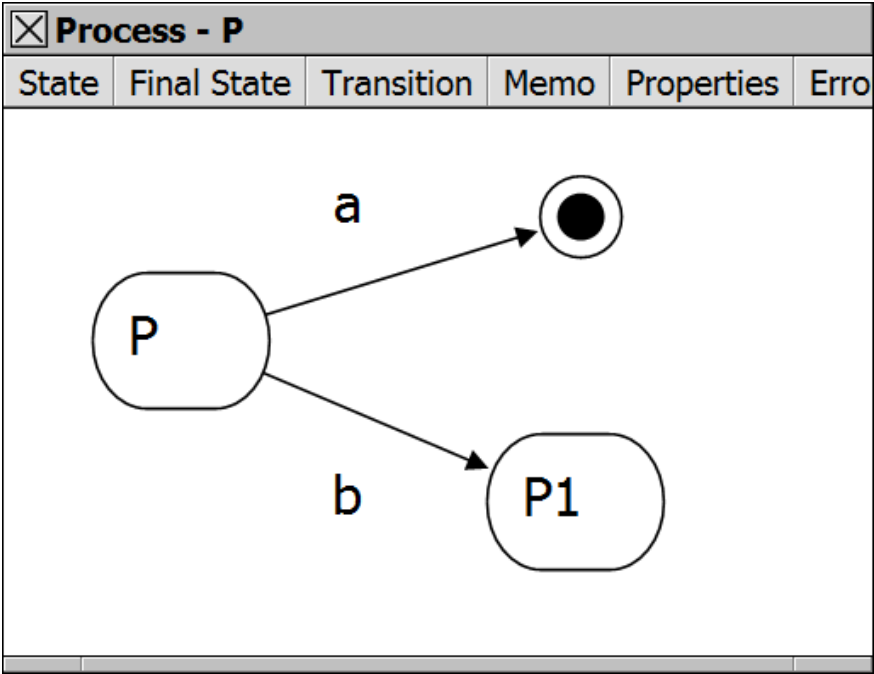 Process - P
State Final State Transition Memo Properties Erro
a
P
b
P1